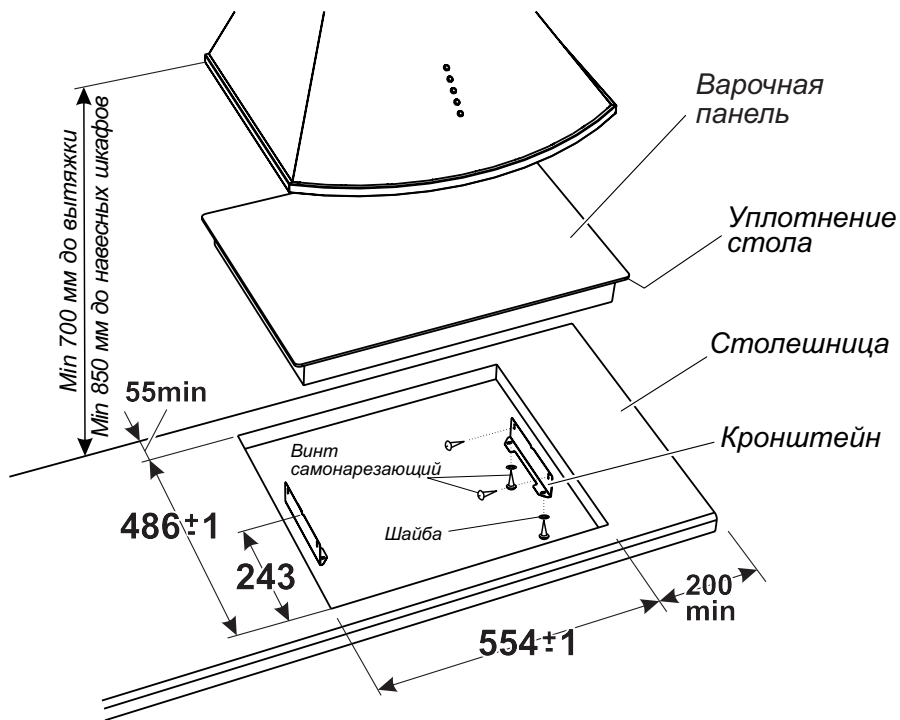 Варочная
панель
Уплотнение
стола
Столешница
Кронштейн
Min 700 мм до вытяжки
Min 850 мм до навесных шкафов
55min
Винт
самонарезающий
Шайба
486±1
243
554±1
200
min